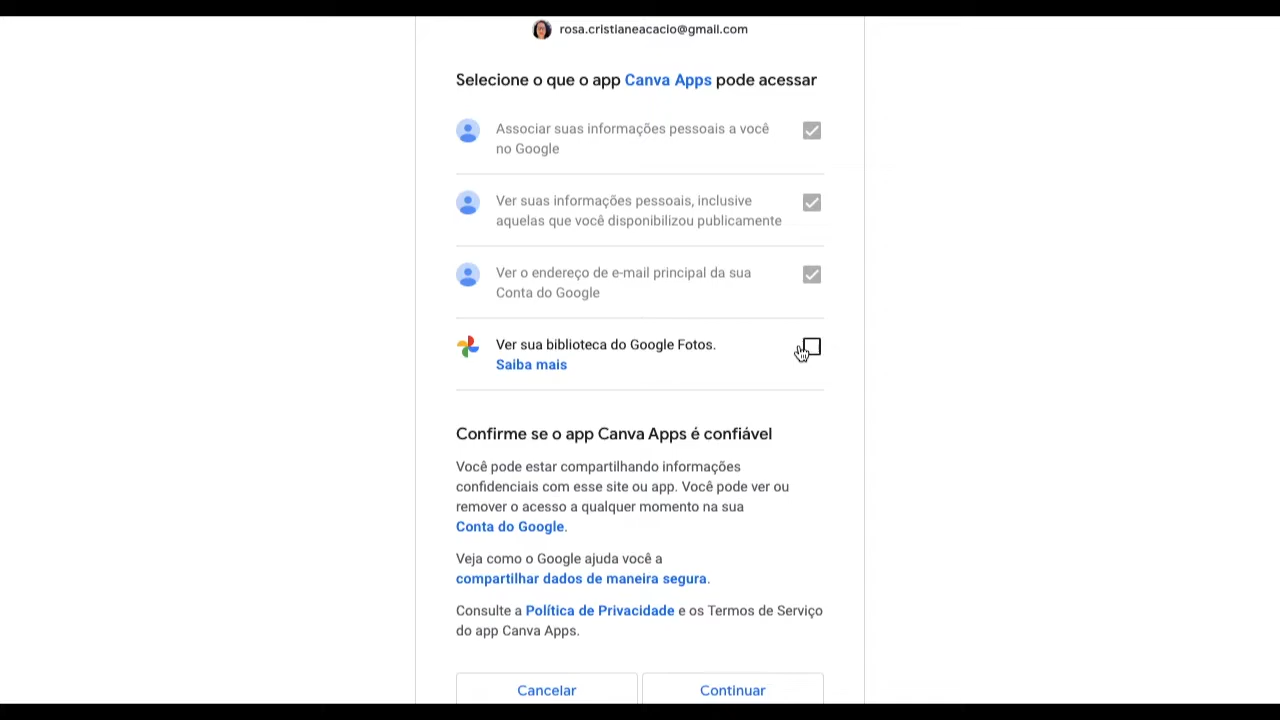 rosa.cristianeacacio@gmail.com
Selecione o que o app Canva Apps pode acessar
Associar suas informações pessoais a você
no Google
Ver suas informações pessoais, inclusive
aquelas que você disponibilizou publicamente
Ver o endereço de e-mail principal da sua
Conta do Google
Ver sua biblioteca do Google Fotos.
Saiba mais
Confirme se o app Canva Apps é confiável
Você pode estar compartilhando informações
confidenciais com esse site ou app. Você pode ver ou
remover o acesso a qualquer momento na sua
Conta do Google.
Veja como o Google ajuda você a
compartilhar dados de maneira segura.
Consulte a Política de Privacidade e os Termos de Serviço
do app Canva Apps.
Cancelar
Continuar